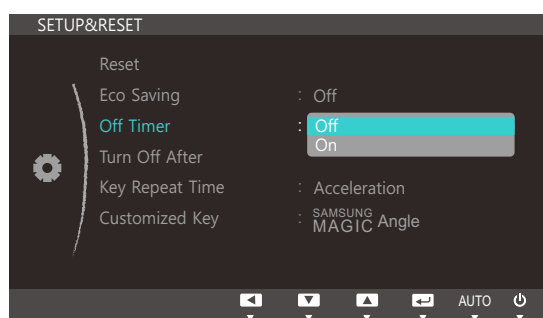 SETUP&RESET
Reset
Eco Saving : Off
Off Timer : Off
On
Turn Off After
Key Repeat Time : Acceleration
Customized Key : SAMSUNG MAGIC Angle
AUTO